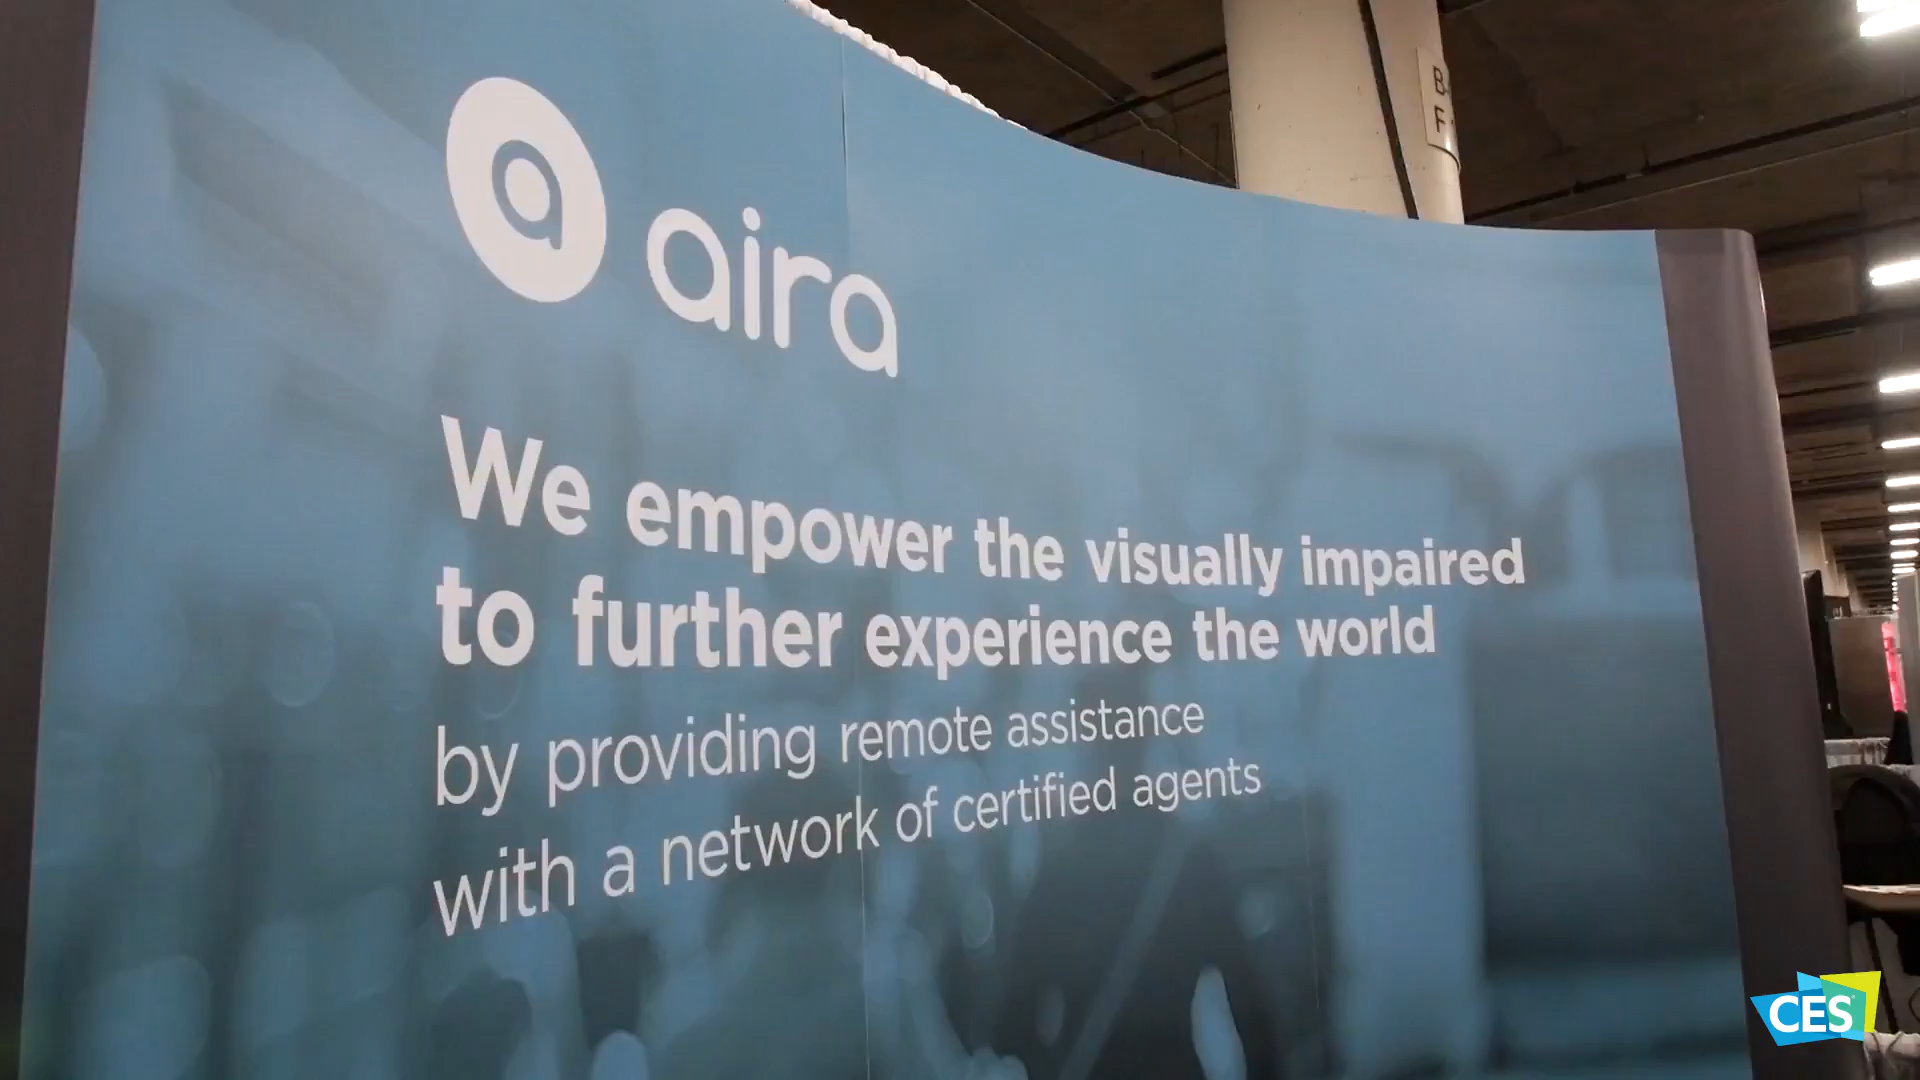 a aira
We empower the visually impaired
to further experience the world
by providing remote assistance
with a network of certified agents
B
F
CES